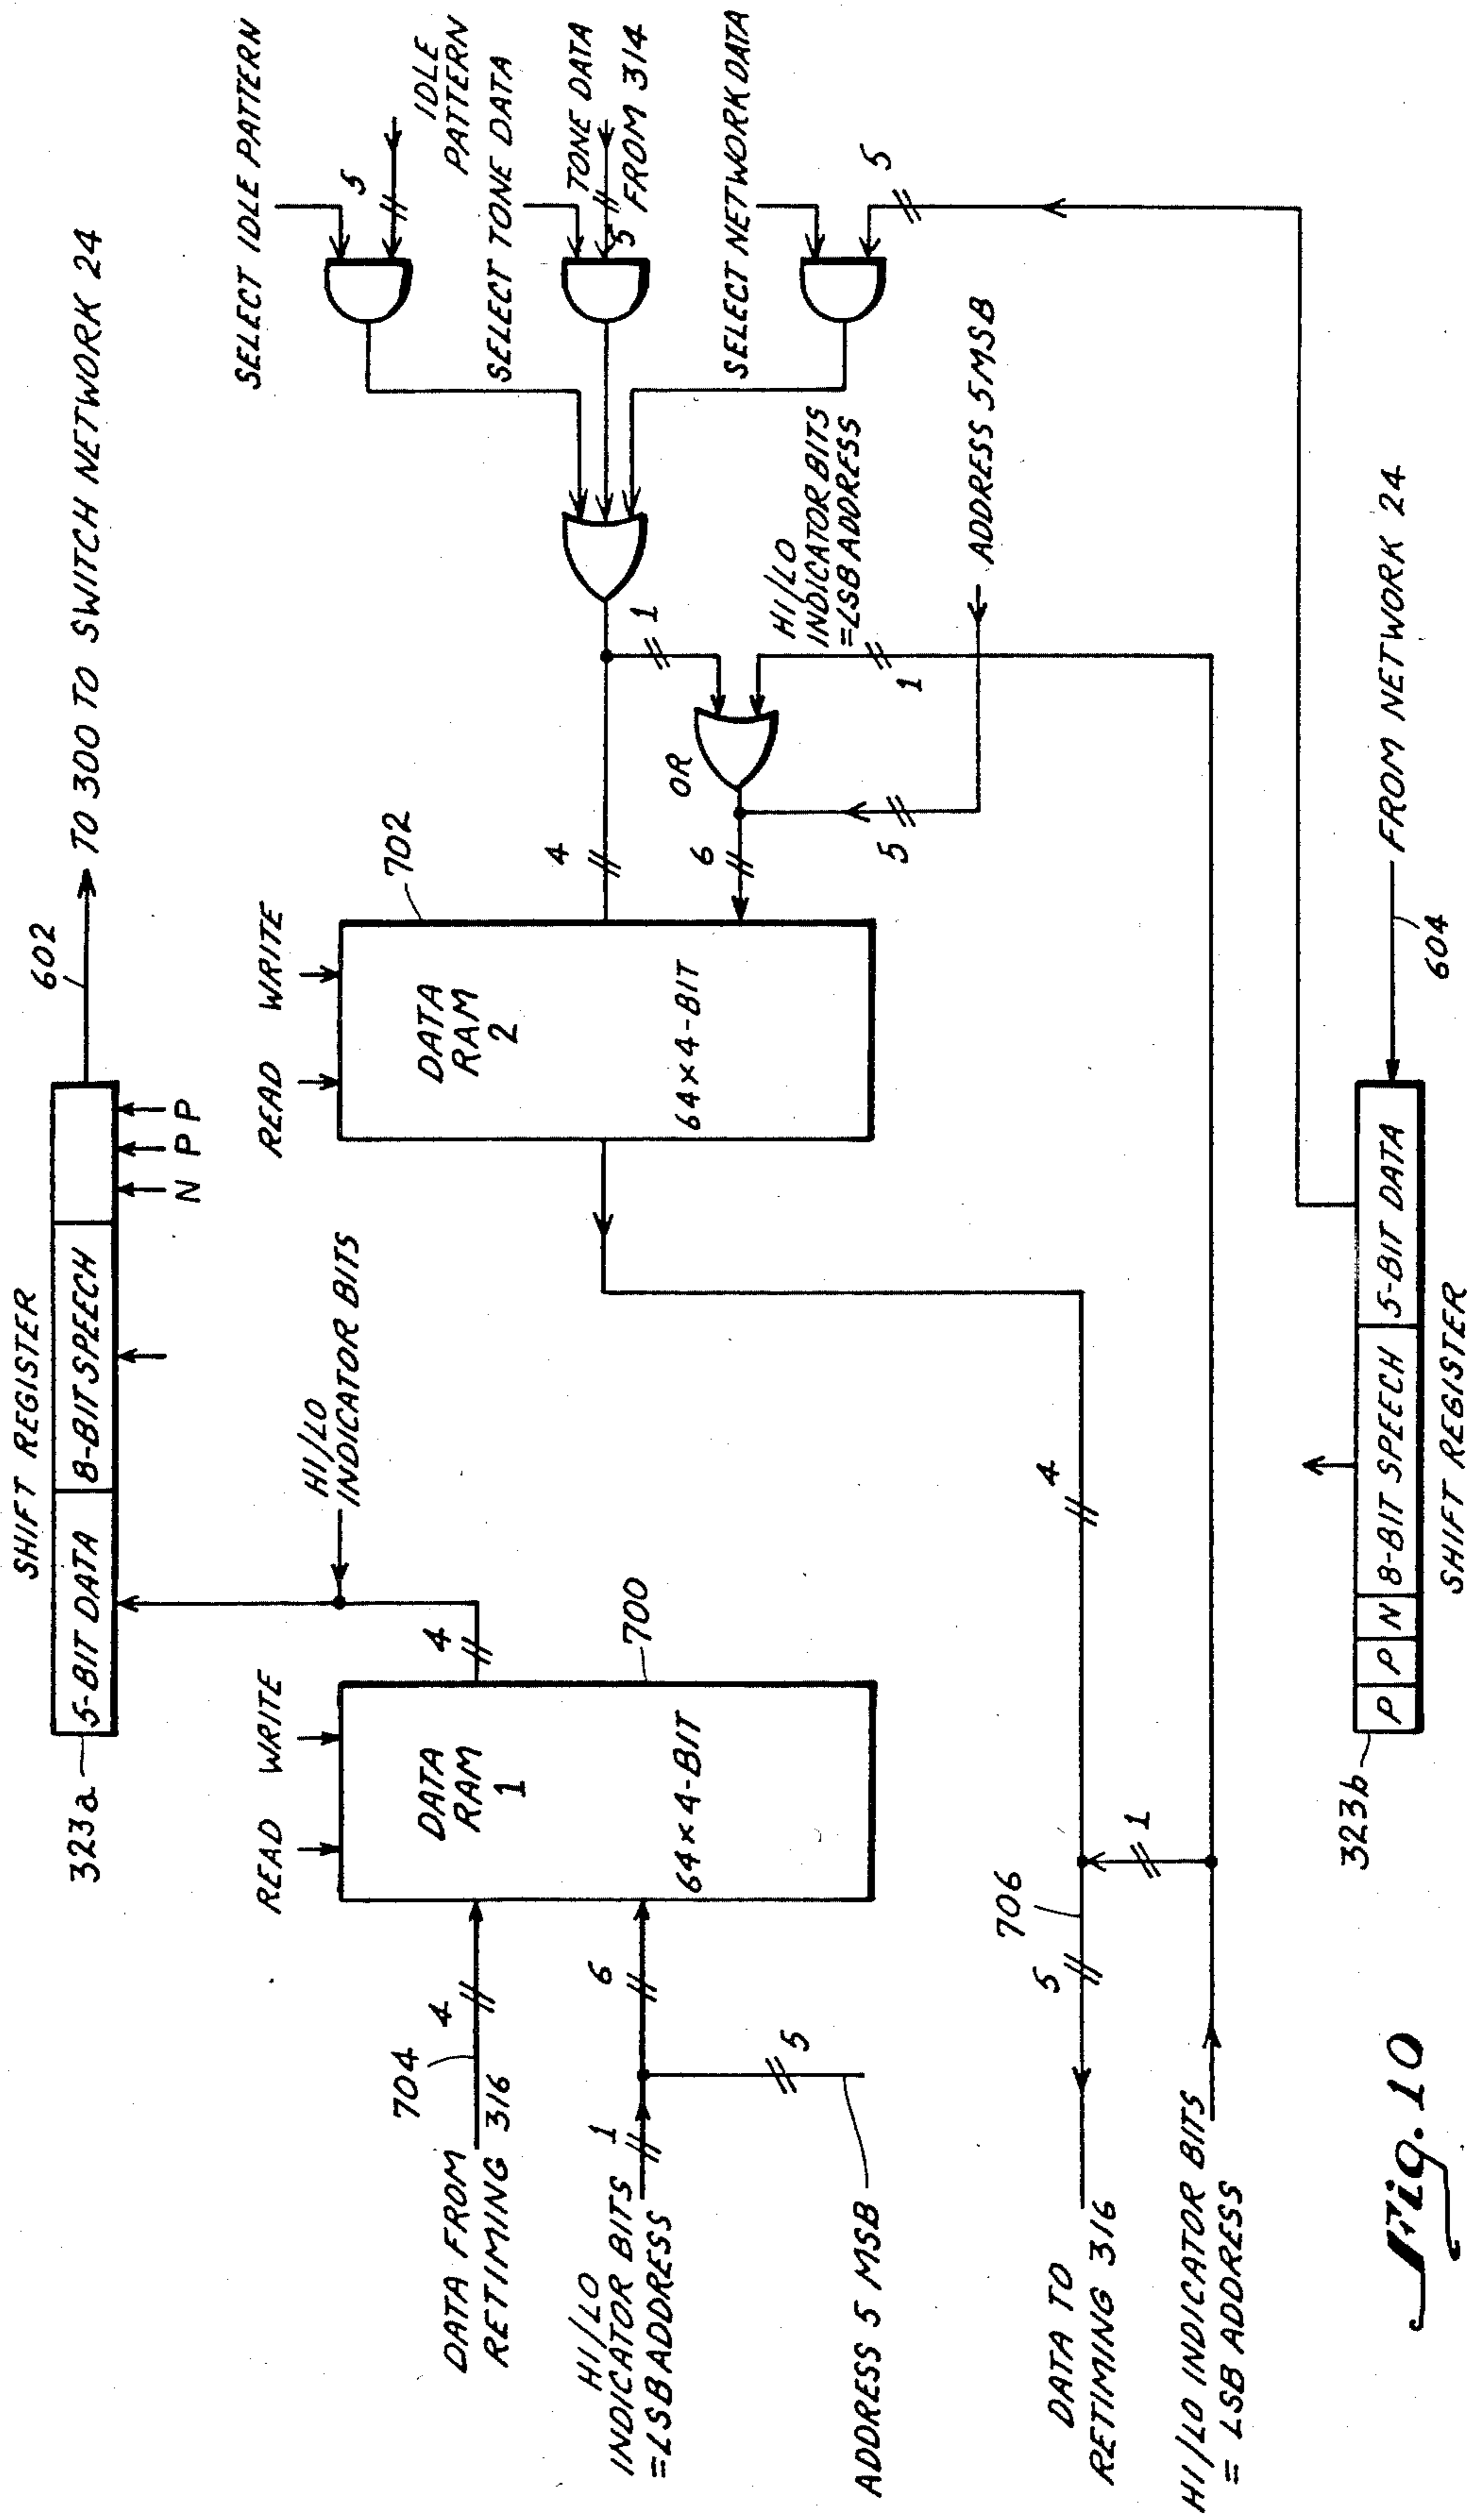 SHIFT REGISTER
323a
5-BIT DATA
8-BIT SPEECH
N P P
602
TO 300 TO SWITCH NETWORK 24
HI/LO
INDICATOR BITS
READ WRITE
READ WRITE
SELECT IDLE PATTERN
5
IDLE
PATTERN
704
4
DATA FROM
RETIMING 316
DATA
RAM
1
64x4-BIT
4
700
DATA
RAM
2
64x4-BIT
702
4
1
SELECT TONE DATA
TONE DATA
5 FROM 314
HI/LO
INDICATOR BITS
=LSB ADDRESS
1
6
OR
6
SELECT NETWORK DATA
5
HI/LO
INDICATOR BITS
=LSB ADDRESS
1
ADDRESS 5 MSB
5
5
ADDRESS 5MSB
DATA TO
RETIMING 316
5
706
4
1
HI/LO INDICATOR BITS
= LSB ADDRESS
323b
P P N 8-BIT SPEECH 5-BIT DATA
FROM NETWORK 24
604
SHIFT REGISTER
Fig. 10